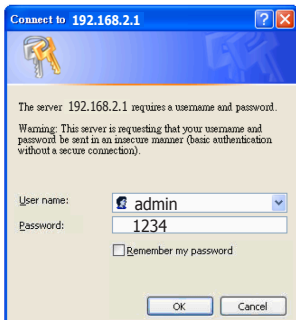 Connect to 192.168.2.1
The server 192.168.2.1 requires a username and password.
Warning: This server is requesting that your username and
password be sent in an insecure manner (basic authentication
without a secure connection).
User name: admin
Password: 1234
Remember my password
OK Cancel